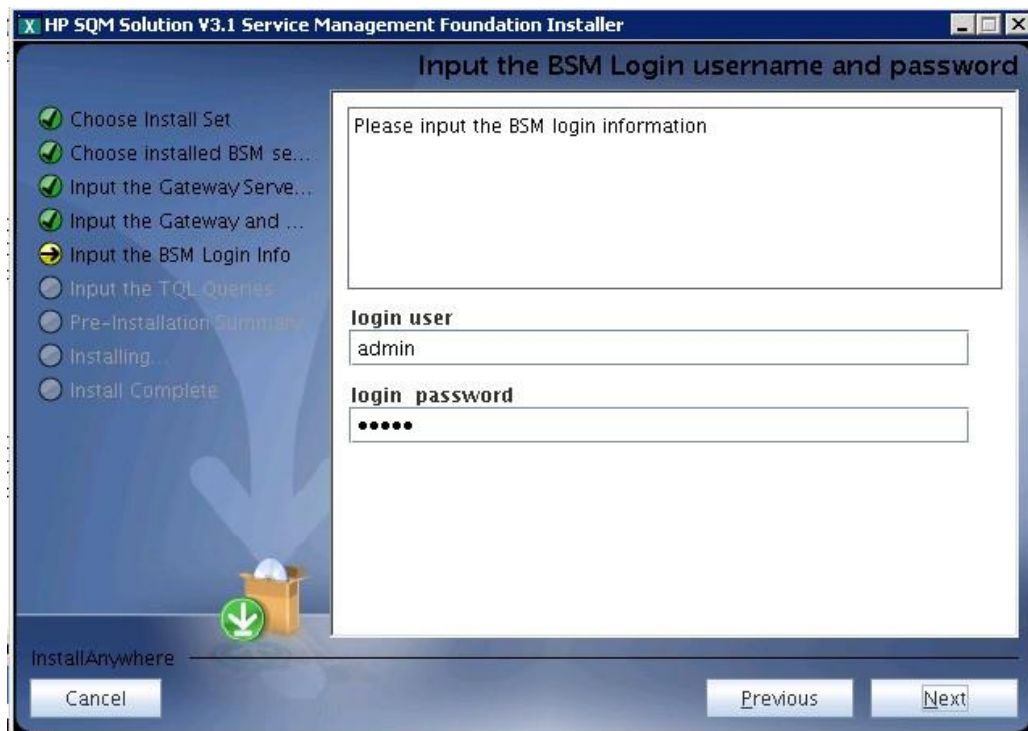 HP SQM Solution V3.1 Service Management Foundation Installer
Input the BSM Login username and password
Choose Install Set
Choose installed BSM se...
Input the Gateway Serve...
Input the Gateway and ...
Input the BSM Login Info
Input the TQL Queries
Pre-Installation Summary
Installing...
Install Complete
Please input the BSM login information
login user
admin
login password
•••••
InstallAnywhere
Cancel
Previous
Next